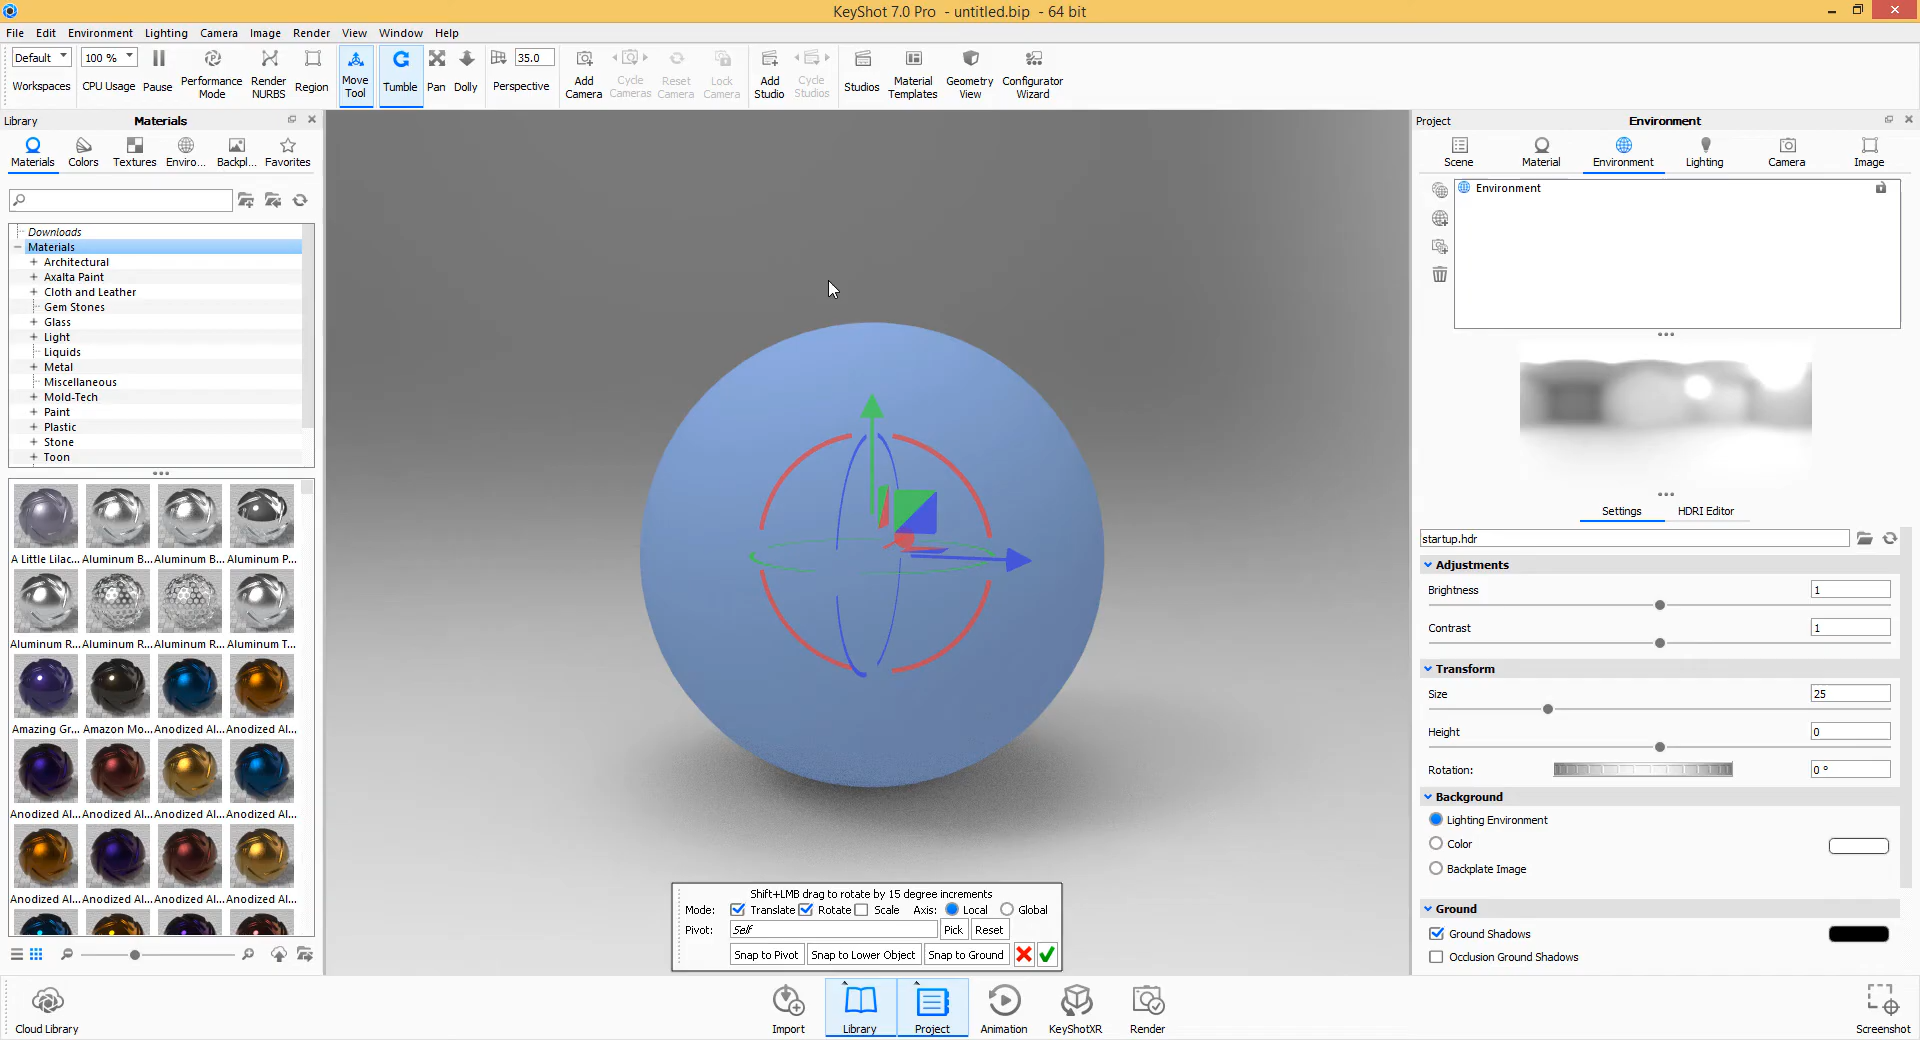 KeyShot 7.0 Pro - untitled.bip - 64 bit
File Edit Environment Lighting Camera Image Render View Window Help
Default 100 % 35.0
Workspaces CPU Usage Pause Performance Mode Render NURBS Region Move Tool Tumble Pan Dolly Perspective Add Camera Cycle Cameras Reset Camera Lock Camera Add Studio Cycle Studios Studios Material Templates Geometry View Configurator Wizard
Library Materials
Materials Colors Textures Enviro... Backpl... Favorites
Downloads
Materials
Architectural
Axalta Paint
Cloth and Leather
Gem Stones
Glass
Light
Liquids
Metal
Miscellaneous
Mold-Tech
Paint
Plastic
Stone
Toon
A Little Lilac... Aluminum B... Aluminum B... Aluminum P...
Aluminum R... Aluminum R... Aluminum R... Aluminum T...
Amazing Gr... Amazon Mo... Anodized Al... Anodized Al...
Anodized Al... Anodized Al... Anodized Al... Anodized Al...
Anodized Al... Anodized Al... Anodized Al... Anodized Al...
Shift+LMB drag to rotate by 15 degree increments
Mode: Translate Rotate Scale Axis: Local Global
Pivot: Self Pick Reset
Snap to Pivot Snap to Lower Object Snap to Ground
Project Environment
Scene Material Environment Lighting Camera Image
Environment
Settings HDRI Editor
startup.hdr
Adjustments
Brightness 1
Contrast 1
Transform
Size 25
Height 0
Rotation: 0 °
Background
Lighting Environment
Color
Backplate Image
Ground
Ground Shadows
Occlusion Ground Shadows
Cloud Library Import Library Project Animation KeyShotXR Render Screenshot